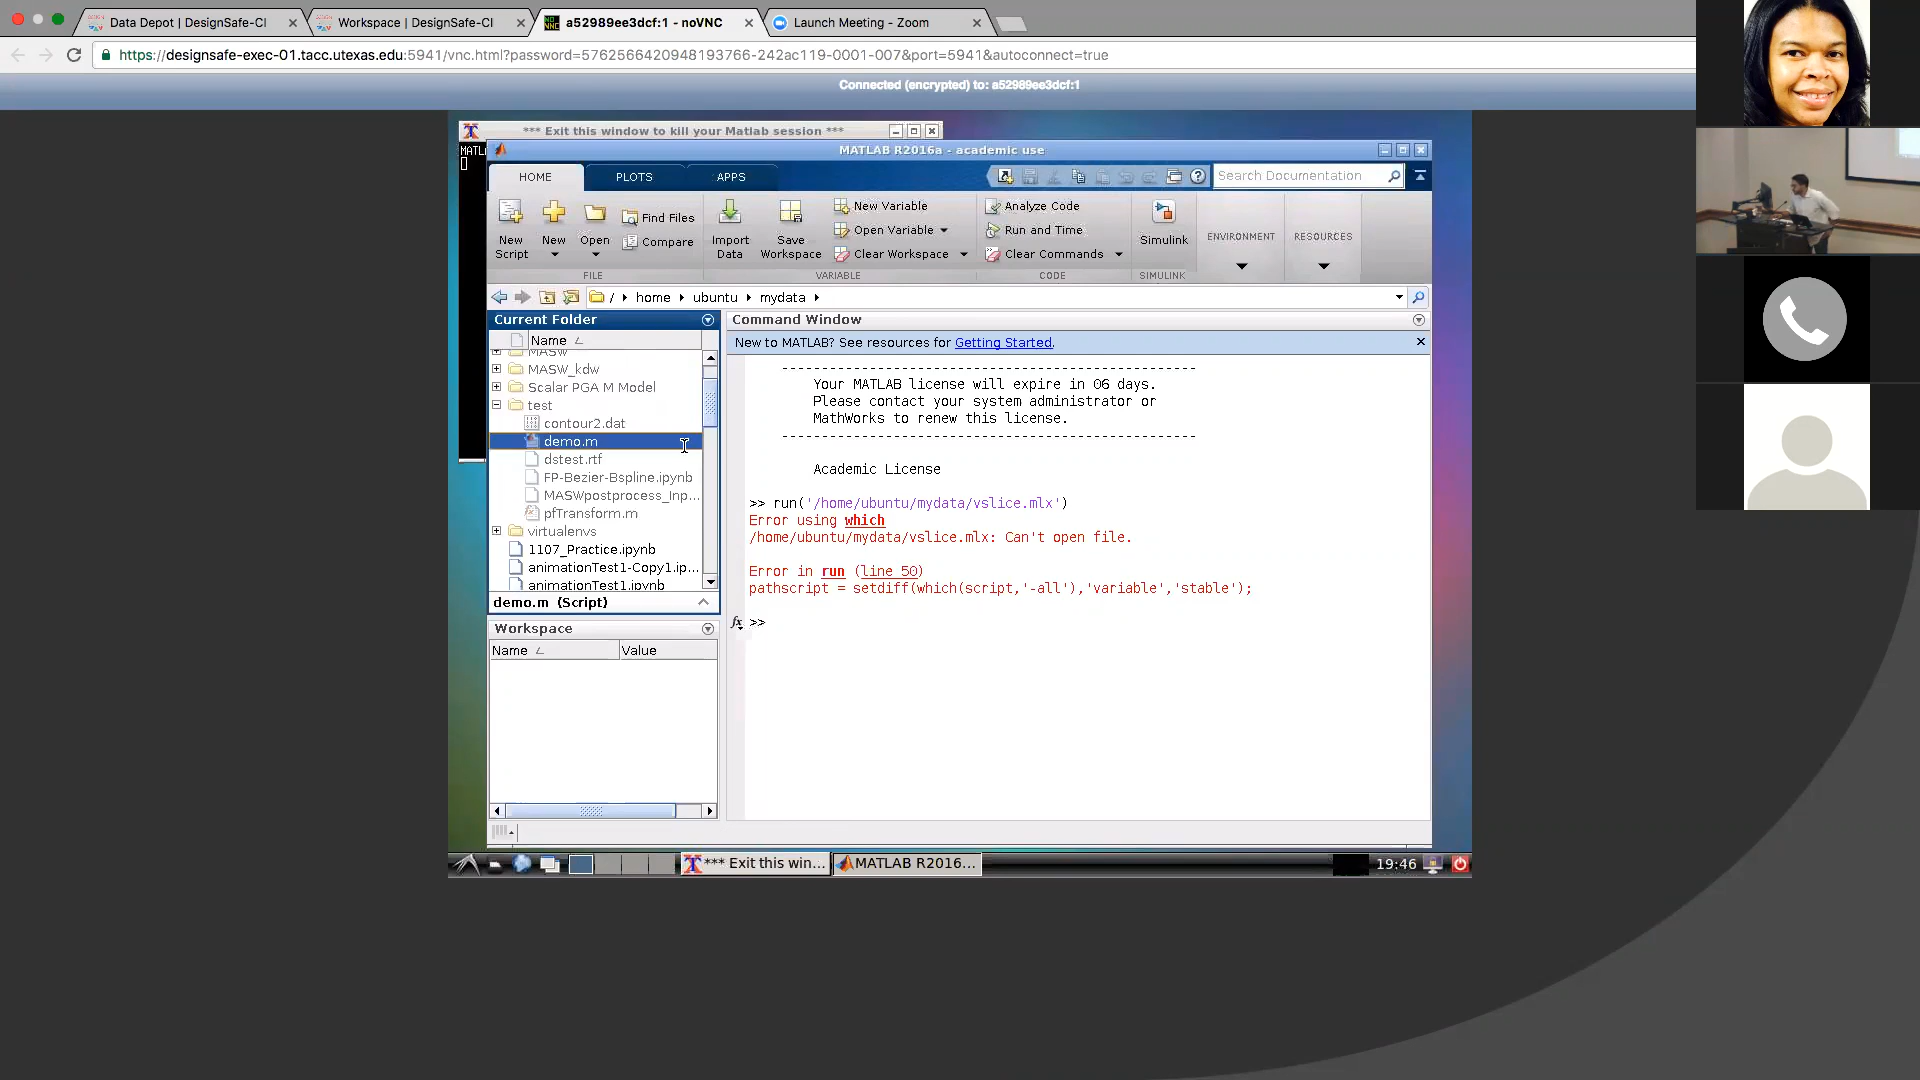 Data Depot | DesignSafe-CI
Workspace | DesignSafe-CI
a52989ee3dcf:1 - noVNC
Launch Meeting - Zoom
https://designsafe-exec-01.tacc.utexas.edu:5941/vnc.html?password=5762566420948193766-242ac119-0001-007&port=5941&autoconnect=true
Connected (encrypted) to: a52989ee3dcf:1
*** Exit this window to kill your Matlab session ***
MATL
MATLAB R2016a - academic use
HOME
PLOTS
APPS
Search Documentation
New Script
New
Open
Find Files
Compare
Import Data
Save Workspace
New Variable
Open Variable
Clear Workspace
Analyze Code
Run and Time
Clear Commands
Simulink
ENVIRONMENT
RESOURCES
FILE
VARIABLE
CODE
SIMULINK
/ home ubuntu mydata
Current Folder
Name
MASW
MASW_kdw
Scalar PGA M Model
test
contour2.dat
demo.m
dstest.rtf
FP-Bezier-Bspline.ipynb
MASWpostprocess_Inp...
pfTransform.m
virtualenvs
1107_Practice.ipynb
animationTest1-Copy1.ip...
animationTest1.ipynb
demo.m (Script)
Workspace
Name
Value
Command Window
New to MATLAB? See resources for Getting Started.
----------------------------------------------------
Your MATLAB license will expire in 06 days.
Please contact your system administrator or
MathWorks to renew this license.
----------------------------------------------------
Academic License
>> run('/home/ubuntu/mydata/vslice.mlx')
Error using which
/home/ubuntu/mydata/vslice.mlx: Can't open file.
Error in run (line 50)
pathscript = setdiff(which(script,'-all'),'variable','stable');
fx >>
*** Exit this win...
MATLAB R2016...
19:46